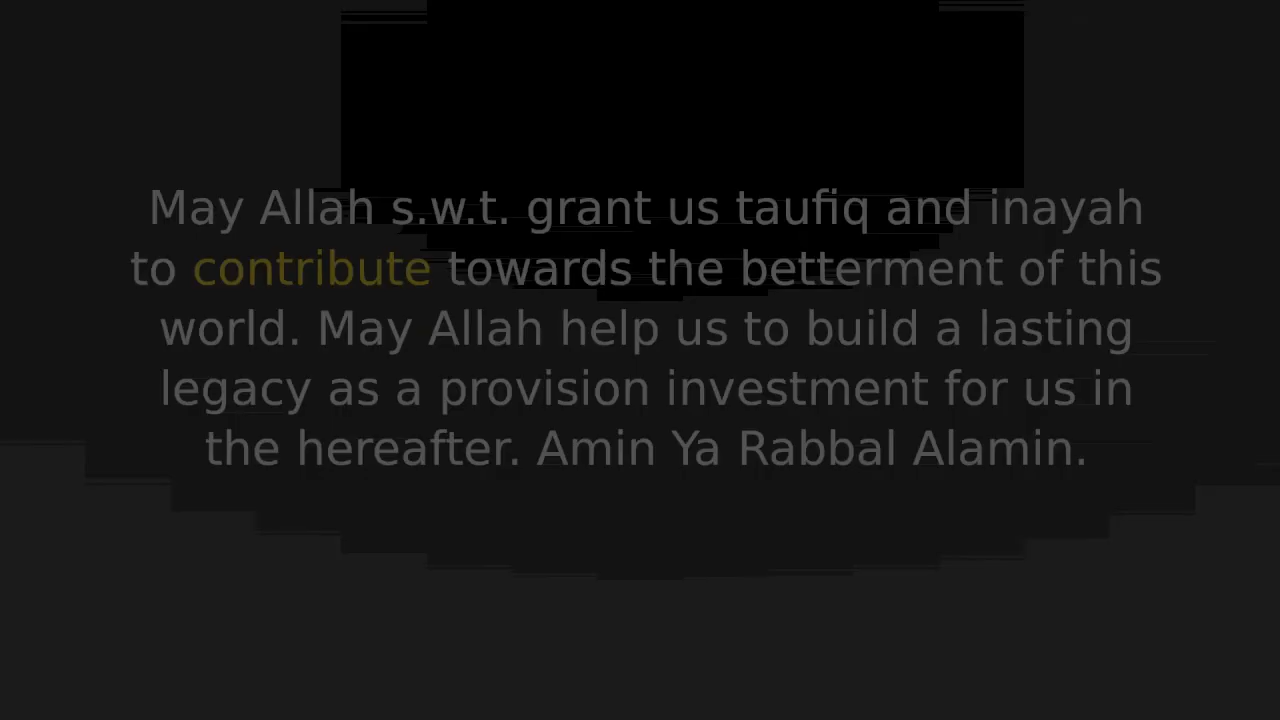 May Allah s.w.t. grant us taufiq and inayah
to contribute towards the betterment of this
world. May Allah help us to build a lasting
legacy as a provision investment for us in
the hereafter. Amin Ya Rabbal Alamin.